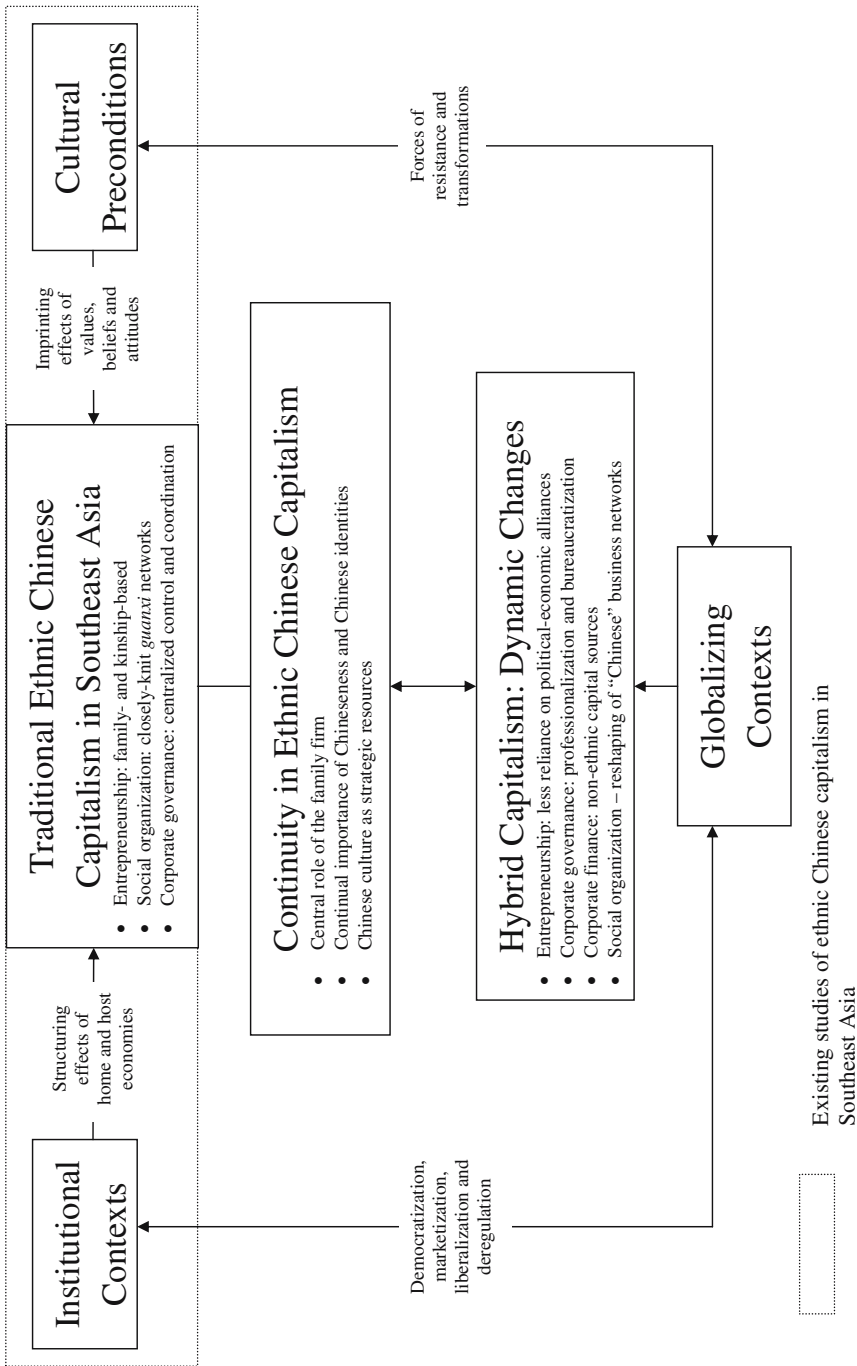 Institutional
Contexts
Structuring
effects of
home and host
economies
Traditional Ethnic Chinese
Capitalism in Southeast Asia
• Entrepreneurship: family- and kinship-based
• Social organization: closely-knit guanxi networks
• Corporate governance: centralized control and coordination
Imprinting
effects of
values,
beliefs and
attitudes
Cultural
Preconditions
Continuity in Ethnic Chinese Capitalism
• Central role of the family firm
• Continual importance of Chineseness and Chinese identities
• Chinese culture as strategic resources
Democratization,
marketization,
liberalization and
deregulation
Forces of
resistance and
transformations
Hybrid Capitalism: Dynamic Changes
• Entrepreneurship: less reliance on political-economic alliances
• Corporate governance: professionalization and bureaucratization
• Corporate finance: non-ethnic capital sources
• Social organization – reshaping of “Chinese” business networks
Globalizing
Contexts
Existing studies of ethnic Chinese capitalism in
Southeast Asia